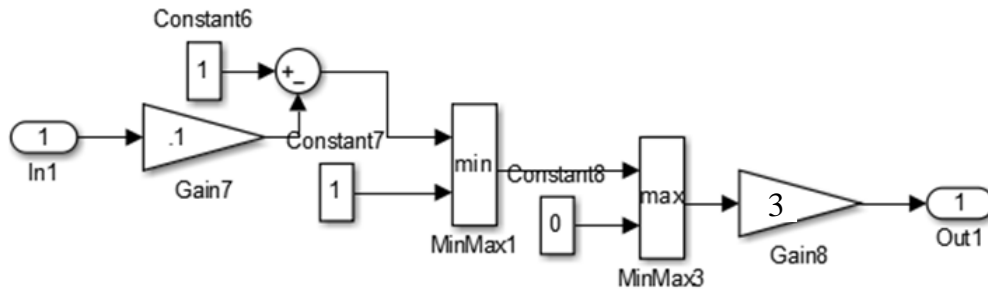 Constant6
1
+
−
1
In1
.1
Gain7
Constant7
1
min
MinMax1
Constant8
0
max
MinMax3
3
Gain8
1
Out1